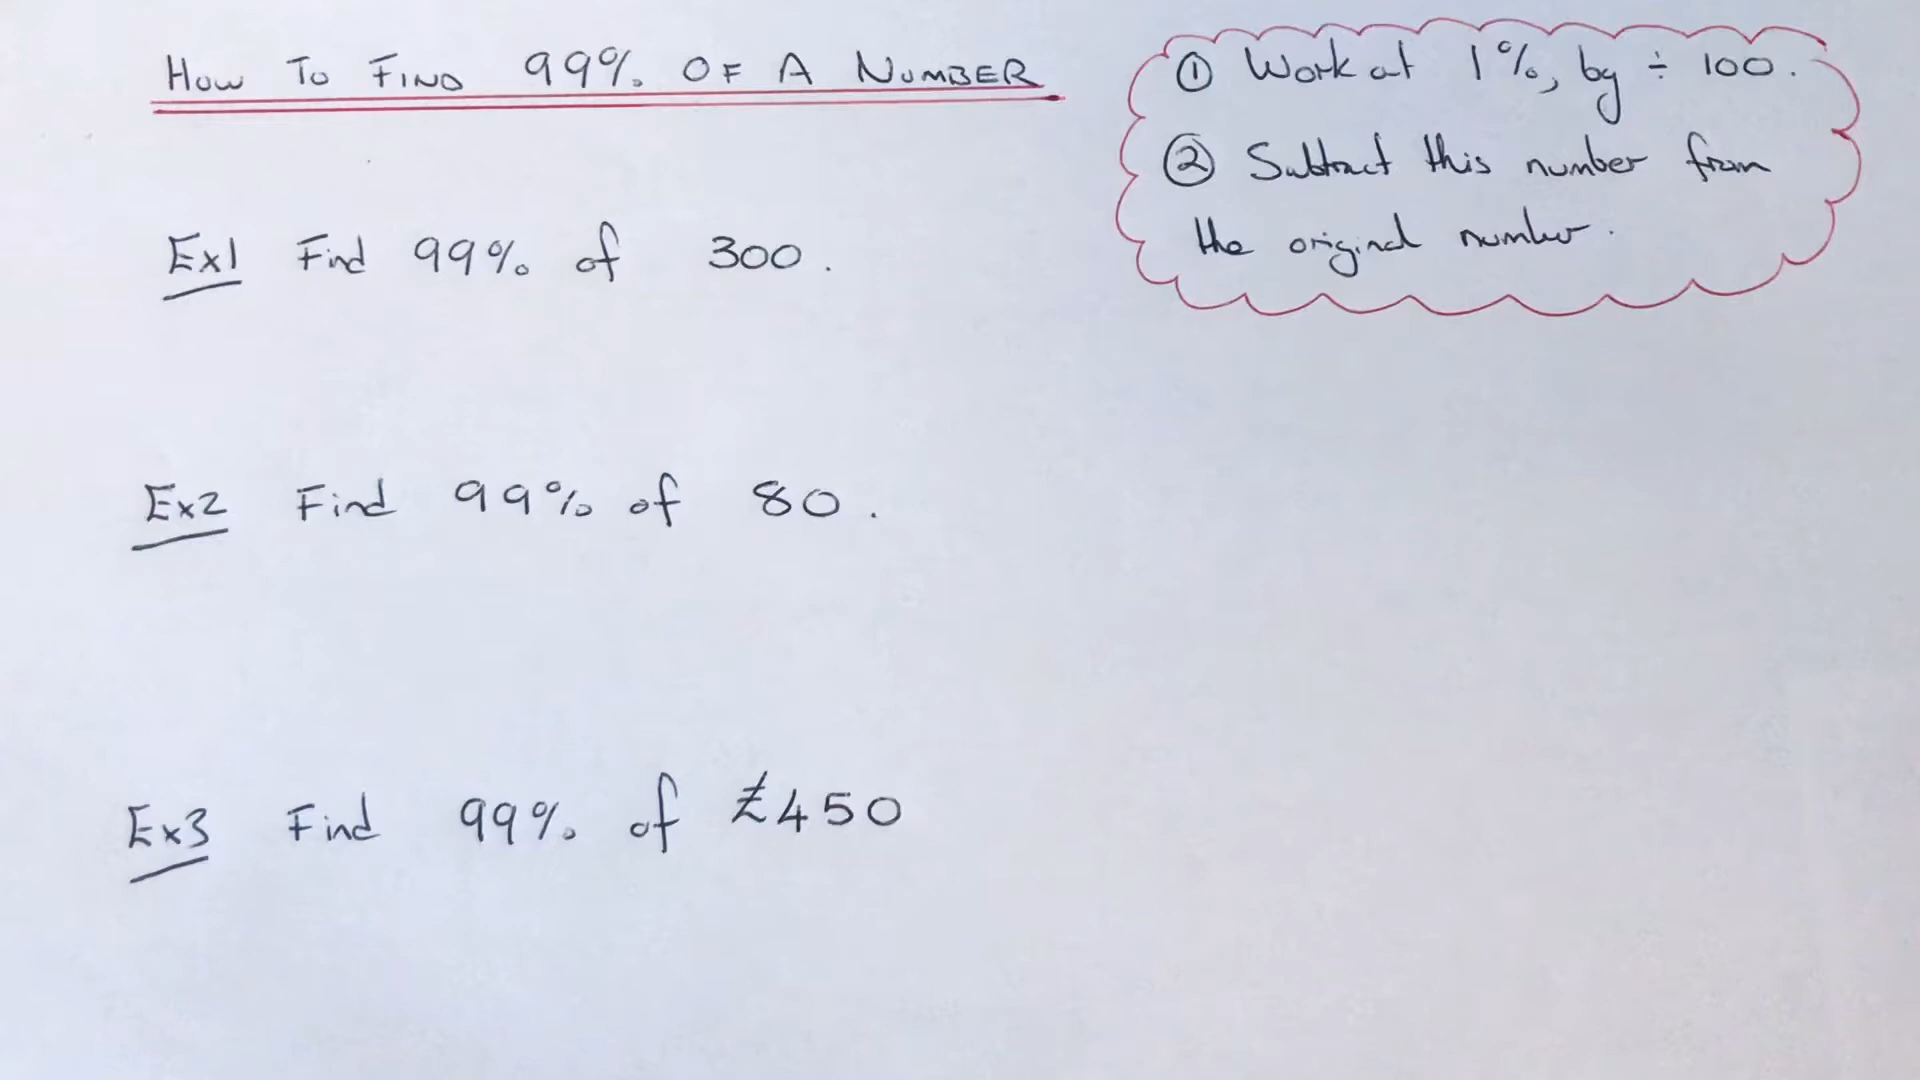 HOW TO FIND 99% OF A NUMBER
① Work out 1%, by ÷ 100.
② Subtract this number from
the original number.
Ex1 Find 99% of 300.
Ex2 Find 99% of 80.
Ex3 Find 99% of £450